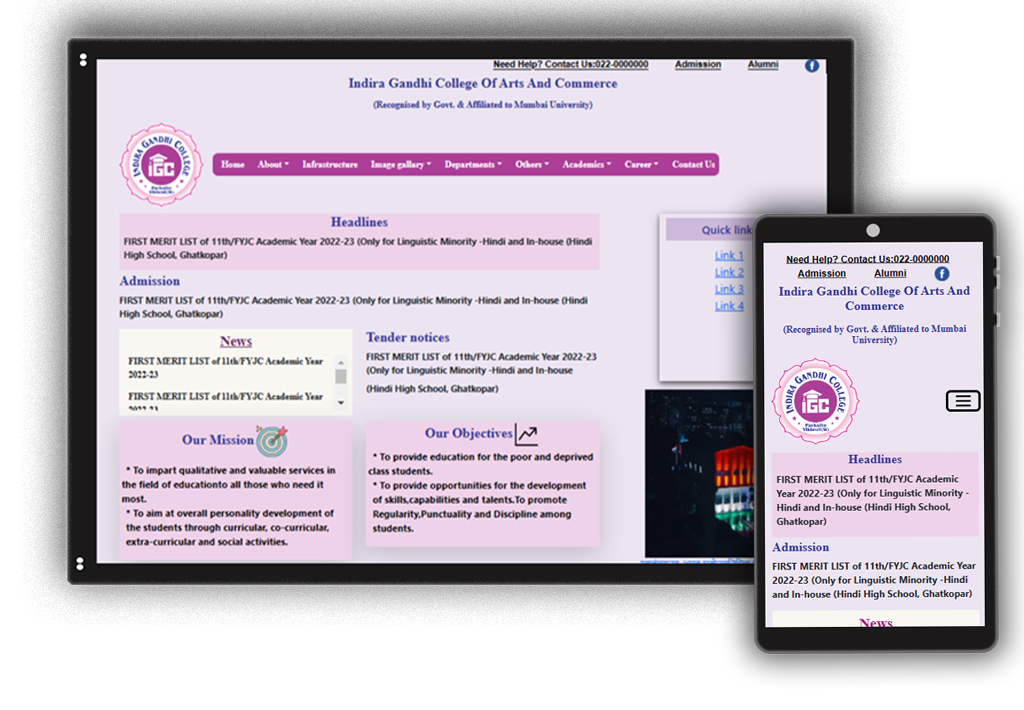 Need Help? Contact Us:022-0000000 Admission Alumni
Indira Gandhi College Of Arts And Commerce
(Recognised by Govt. & Affiliated to Mumbai University)
INDIRA GANDHI COLLEGE
IGC
Parksite
Vikhroli(W)
Home About Infrastructure Image gallary Departments Others Academics Career Contact Us
Headlines
FIRST MERIT LIST of 11th/FYJC Academic Year 2022-23 (Only for Linguistic Minority -Hindi and In-house (Hindi
High School, Ghatkopar)
Admission
FIRST MERIT LIST of 11th/FYJC Academic Year 2022-23 (Only for Linguistic Minority -Hindi and In-house (Hindi
High School, Ghatkopar)
News
FIRST MERIT LIST of 11th/FYJC Academic Year
2022-23
FIRST MERIT LIST of 11th/FYJC Academic Year
2022-23
Tender notices
FIRST MERIT LIST of 11th/FYJC Academic Year 2022-23
(Only for Linguistic Minority -Hindi and In-house
(Hindi High School, Ghatkopar)
Our Mission
* To impart qualitative and valuable services in
the field of educationto all those who need it
most.
* To aim at overall personality development of
the students through curricular, co-curricular,
extra-curricular and social activities.
Our Objectives
* To provide education for the poor and deprived
class students.
* To provide opportunities for the development
of skills,capabilities and talents.To promote
Regularity,Punctuality and Discipline among
students.
Quick link
Link 1
Link 2
Link 3
Link 4
Need Help? Contact Us:022-0000000
Admission Alumni
Indira Gandhi College Of Arts And
Commerce
(Recognised by Govt. & Affiliated to Mumbai
University)
INDIRA GANDHI COLLEGE
IGC
Parksite
Vikhroli(W)
Headlines
FIRST MERIT LIST of 11th/FYJC Academic
Year 2022-23 (Only for Linguistic Minority -
Hindi and In-house (Hindi High School,
Ghatkopar)
Admission
FIRST MERIT LIST of 11th/FYJC Academic Year
2022-23 (Only for Linguistic Minority -Hindi
and In-house (Hindi High School, Ghatkopar)
News